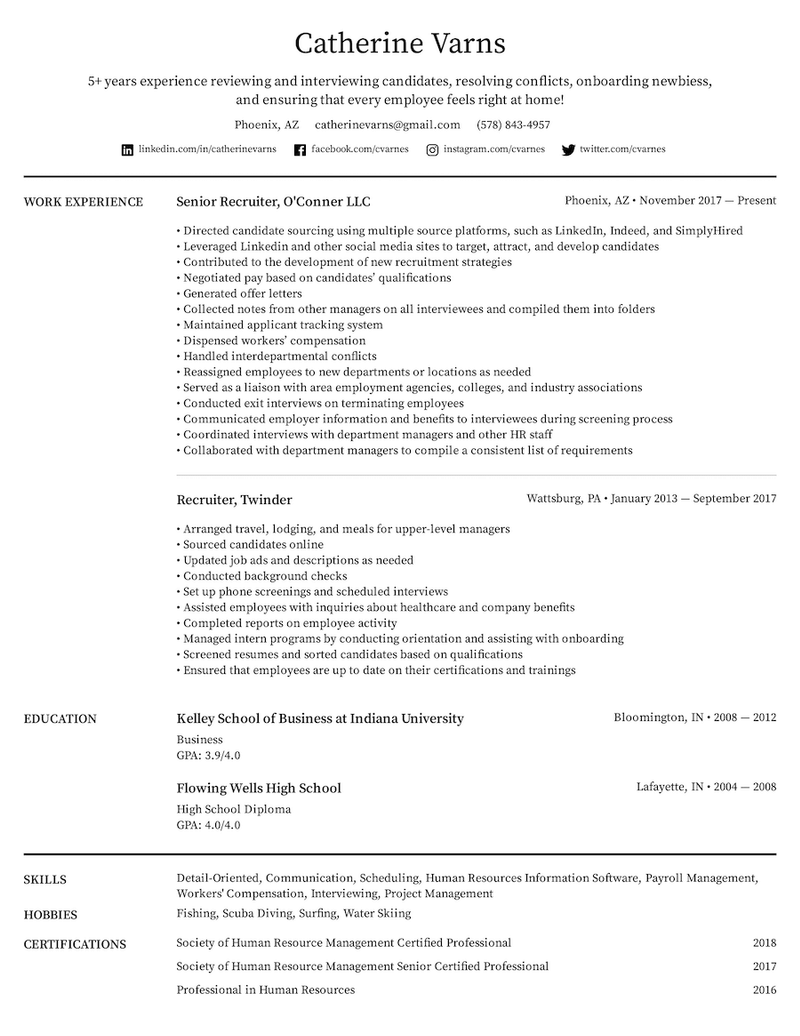 Catherine Varns
5+ years experience reviewing and interviewing candidates, resolving conflicts, onboarding newbiess,
and ensuring that every employee feels right at home!
Phoenix, AZ catherinevarns@gmail.com (578) 843-4957
linkedin.com/in/catherinevarns facebook.com/cvarnes instagram.com/cvarnes twitter.com/cvarnes
WORK EXPERIENCE Senior Recruiter, O'Conner LLC Phoenix, AZ • November 2017 — Present
• Directed candidate sourcing using multiple source platforms, such as LinkedIn, Indeed, and SimplyHired
• Leveraged Linkedin and other social media sites to target, attract, and develop candidates
• Contributed to the development of new recruitment strategies
• Negotiated pay based on candidates’ qualifications
• Generated offer letters
• Collected notes from other managers on all interviewees and compiled them into folders
• Maintained applicant tracking system
• Dispensed workers’ compensation
• Handled interdepartmental conflicts
• Reassigned employees to new departments or locations as needed
• Served as a liaison with area employment agencies, colleges, and industry associations
• Conducted exit interviews on terminating employees
• Communicated employer information and benefits to interviewees during screening process
• Coordinated interviews with department managers and other HR staff
• Collaborated with department managers to compile a consistent list of requirements
Recruiter, Twinder Wattsburg, PA • January 2013 — September 2017
• Arranged travel, lodging, and meals for upper-level managers
• Sourced candidates online
• Updated job ads and descriptions as needed
• Conducted background checks
• Set up phone screenings and scheduled interviews
• Assisted employees with inquiries about healthcare and company benefits
• Completed reports on employee activity
• Managed intern programs by conducting orientation and assisting with onboarding
• Screened resumes and sorted candidates based on qualifications
• Ensured that employees are up to date on their certifications and trainings
EDUCATION Kelley School of Business at Indiana University Bloomington, IN • 2008 — 2012
Business
GPA: 3.9/4.0
Flowing Wells High School Lafayette, IN • 2004 — 2008
High School Diploma
GPA: 4.0/4.0
SKILLS Detail-Oriented, Communication, Scheduling, Human Resources Information Software, Payroll Management,
Workers' Compensation, Interviewing, Project Management
HOBBIES Fishing, Scuba Diving, Surfing, Water Skiing
CERTIFICATIONS Society of Human Resource Management Certified Professional 2018
Society of Human Resource Management Senior Certified Professional 2017
Professional in Human Resources 2016